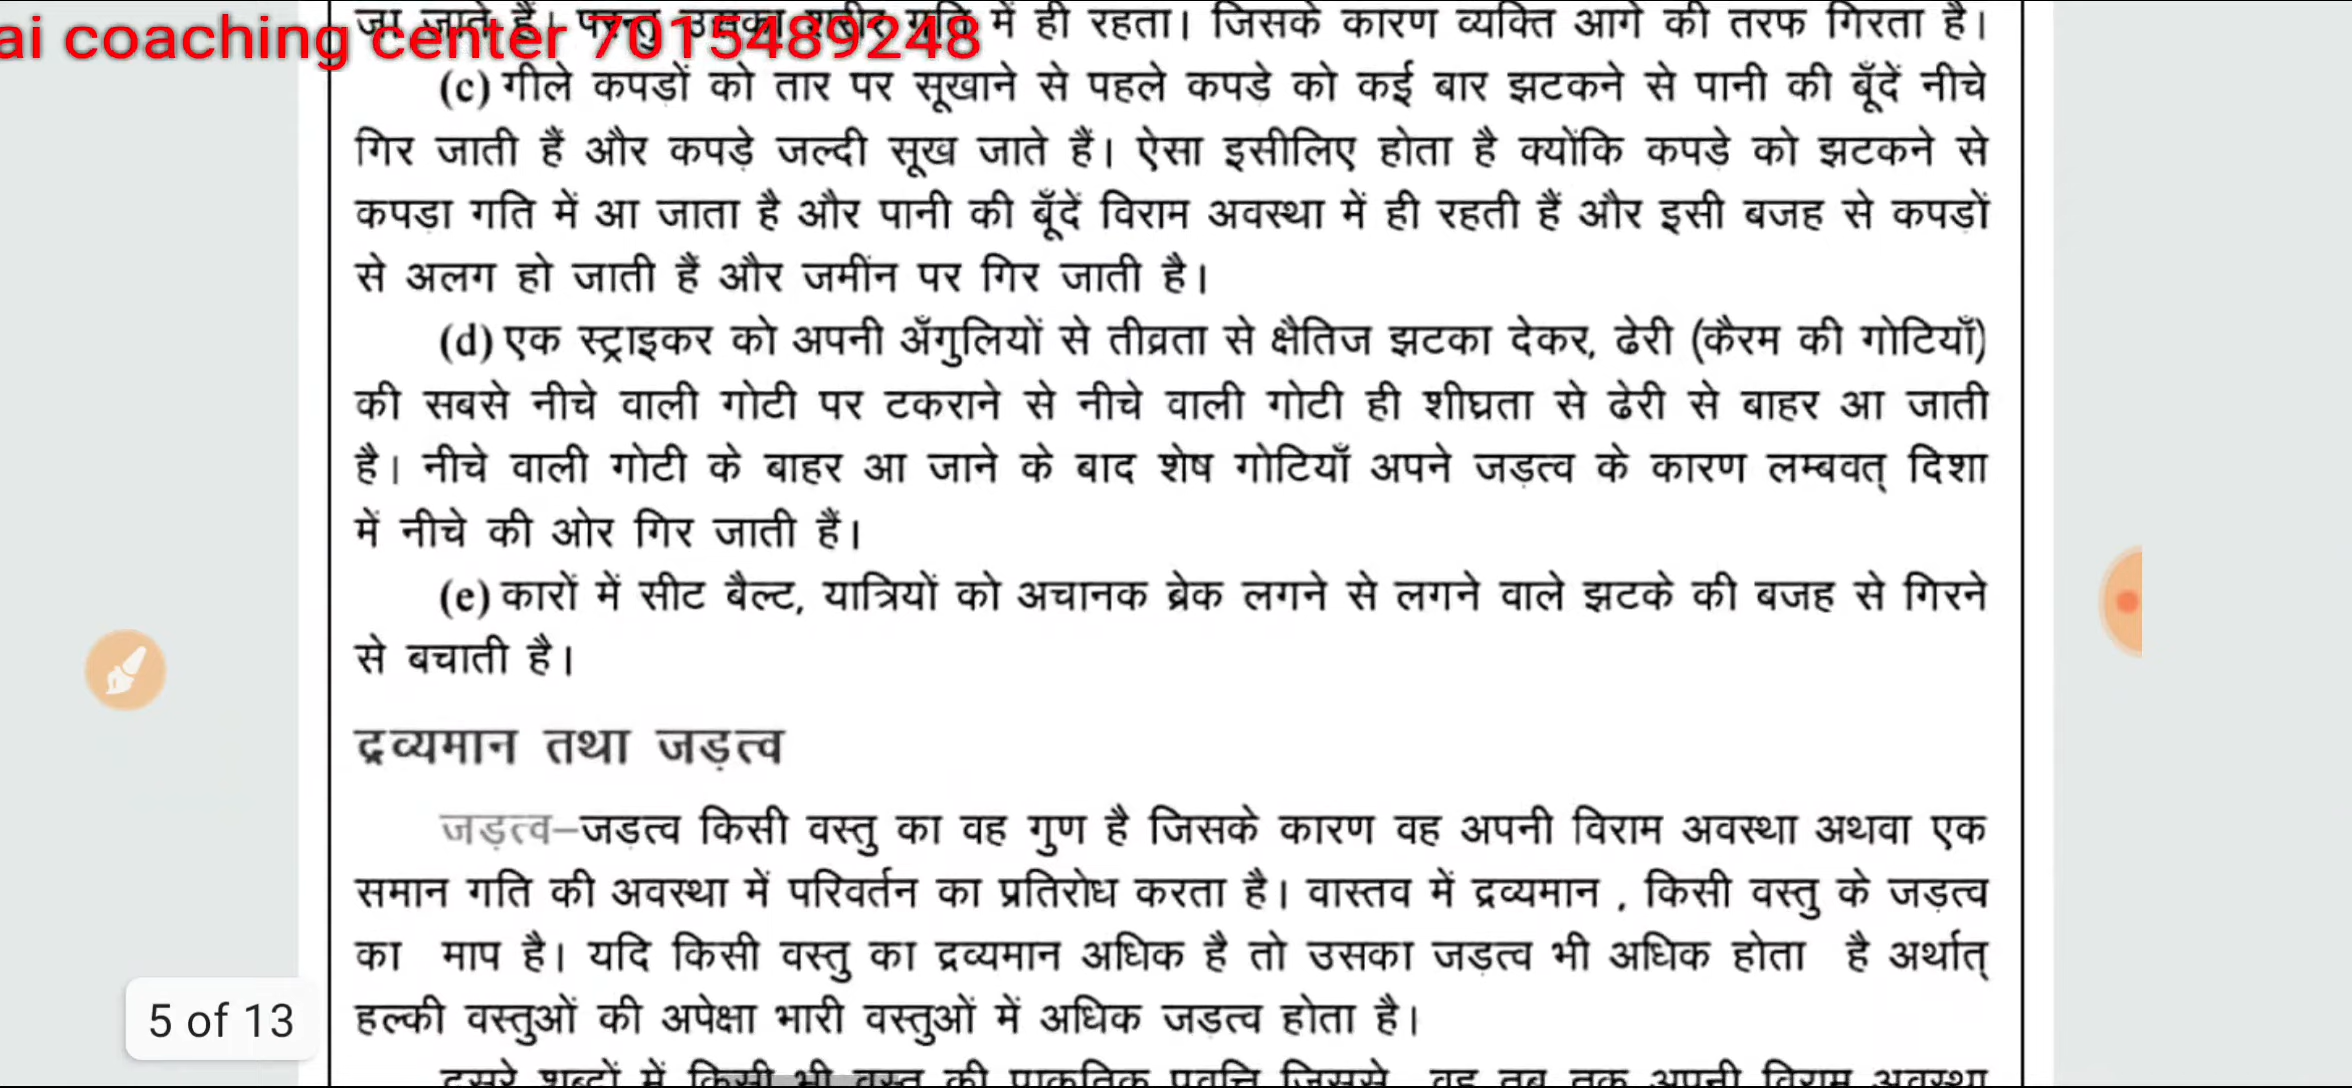 ai coaching center 7015489248
में ही रहता। जिसके कारण व्यक्ति आगे की तरफ गिरता है।
(c) गीले कपडों को तार पर सूखाने से पहले कपडे को कई बार झटकने से पानी की बूँदें नीचे
गिर जाती हैं और कपड़े जल्दी सूख जाते हैं। ऐसा इसीलिए होता है क्योंकि कपडे को झटकने से
कपडा गति में आ जाता है और पानी की बूँदें विराम अवस्था में ही रहती हैं और इसी बजह से कपडों
से अलग हो जाती हैं और जमींन पर गिर जाती है।
(d) एक स्ट्राइकर को अपनी अँगुलियों से तीव्रता से क्षैतिज झटका देकर, ढेरी (कैरम की गोटियाँ)
की सबसे नीचे वाली गोटी पर टकराने से नीचे वाली गोटी ही शीघ्रता से ढेरी से बाहर आ जाती
है। नीचे वाली गोटी के बाहर आ जाने के बाद शेष गोटियाँ अपने जड़त्व के कारण लम्बवत् दिशा
में नीचे की ओर गिर जाती हैं।
(e) कारों में सीट बैल्ट, यात्रियों को अचानक ब्रेक लगने से लगने वाले झटके की बजह से गिरने
से बचाती है।
द्रव्यमान तथा जड़त्व
जड़त्व–जडत्व किसी वस्तु का वह गुण है जिसके कारण वह अपनी विराम अवस्था अथवा एक
समान गति की अवस्था में परिवर्तन का प्रतिरोध करता है। वास्तव में द्रव्यमान , किसी वस्तु के जड़त्व
का माप है। यदि किसी वस्तु का द्रव्यमान अधिक है तो उसका जडत्व भी अधिक होता है अर्थात्
हल्की वस्तुओं की अपेक्षा भारी वस्तुओं में अधिक जडत्व होता है।
5 of 13